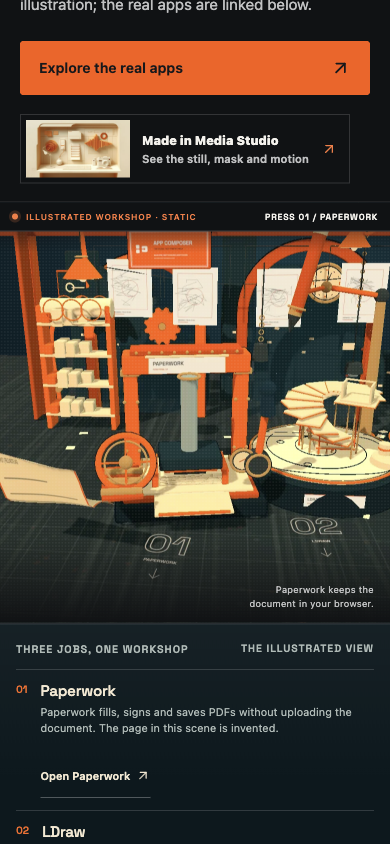 illustration; the real apps are linked below.
Explore the real apps
Made in Media Studio
See the still, mask and motion
ILLUSTRATED WORKSHOP · STATIC
PRESS 01 / PAPERWORK
APP COMPOSER
PAPERWORK
01
PAPERWORK
02
LDRAW
Paperwork keeps the
document in your browser.
THREE JOBS, ONE WORKSHOP
THE ILLUSTRATED VIEW
01
Paperwork
Paperwork fills, signs and saves PDFs without uploading the
document. The page in this scene is invented.
Open Paperwork
02
LDraw